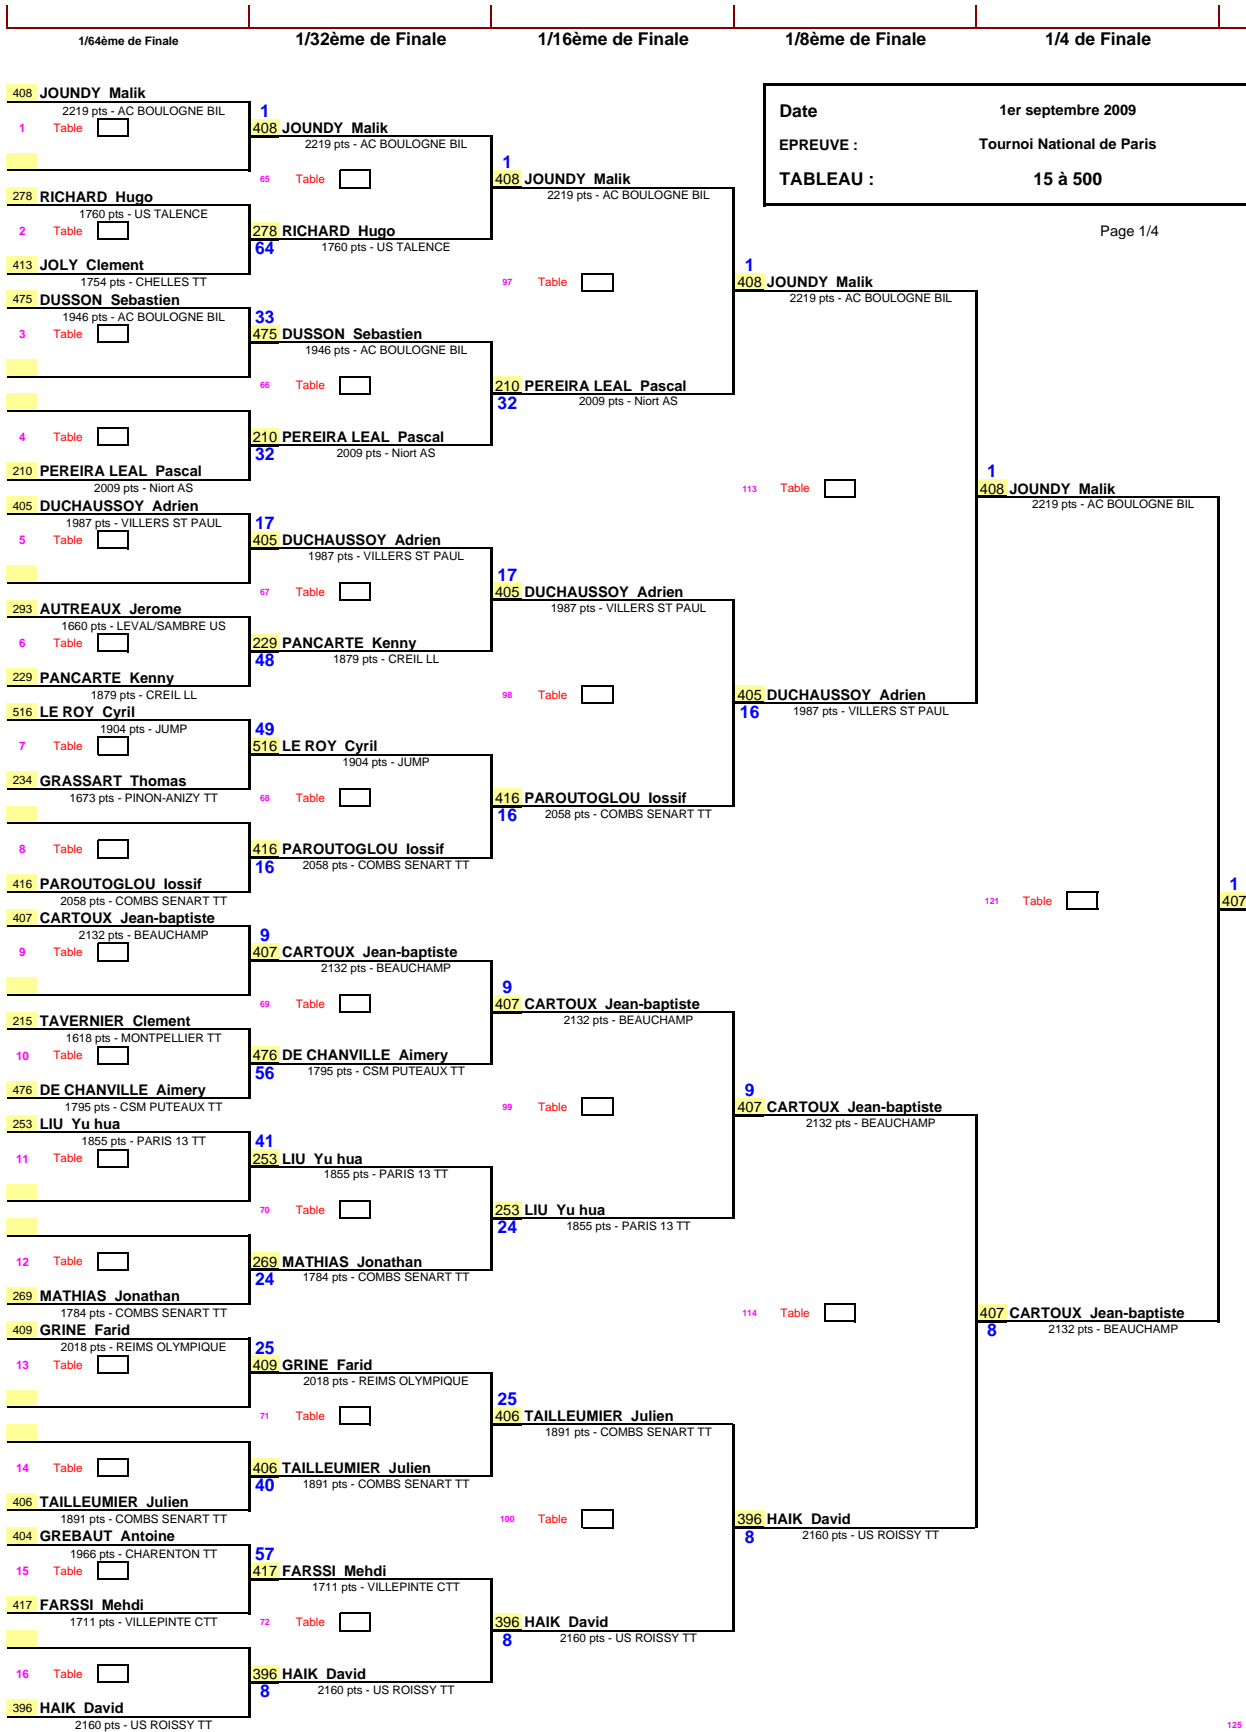 1/64ème de Finale 1/32ème de Finale 1/16ème de Finale 1/8ème de Finale 1/4 de Finale
Date 1er septembre 2009
EPREUVE : Tournoi National de Paris
TABLEAU : 15 à 500
Page 1/4
408 JOUNDY Malik
2219 pts - AC BOULOGNE BIL
1 Table
278 RICHARD Hugo
1760 pts - US TALENCE
2 Table
413 JOLY Clement
1754 pts - CHELLES TT
475 DUSSON Sebastien
1946 pts - AC BOULOGNE BIL
3 Table
4 Table
210 PEREIRA LEAL Pascal
2009 pts - Niort AS
405 DUCHAUSSOY Adrien
1987 pts - VILLERS ST PAUL
5 Table
293 AUTREAUX Jerome
1660 pts - LEVAL/SAMBRE US
6 Table
229 PANCARTE Kenny
1879 pts - CREIL LL
516 LE ROY Cyril
1904 pts - JUMP
7 Table
234 GRASSART Thomas
1673 pts - PINON-ANIZY TT
8 Table
416 PAROUTOGLOU Iossif
2058 pts - COMBS SENART TT
407 CARTOUX Jean-baptiste
2132 pts - BEAUCHAMP
9 Table
215 TAVERNIER Clement
1618 pts - MONTPELLIER TT
10 Table
476 DE CHANVILLE Aimery
1795 pts - CSM PUTEAUX TT
253 LIU Yu hua
1855 pts - PARIS 13 TT
11 Table
12 Table
269 MATHIAS Jonathan
1784 pts - COMBS SENART TT
409 GRINE Farid
2018 pts - REIMS OLYMPIQUE
13 Table
14 Table
406 TAILLEUMIER Julien
1891 pts - COMBS SENART TT
404 GREBAUT Antoine
1966 pts - CHARENTON TT
15 Table
417 FARSSI Mehdi
1711 pts - VILLEPINTE CTT
16 Table
396 HAIK David
2160 pts - US ROISSY TT
1
408 JOUNDY Malik
2219 pts - AC BOULOGNE BIL
65 Table
278 RICHARD Hugo
64 1760 pts - US TALENCE
33
475 DUSSON Sebastien
1946 pts - AC BOULOGNE BIL
66 Table
210 PEREIRA LEAL Pascal
32 2009 pts - Niort AS
17
405 DUCHAUSSOY Adrien
1987 pts - VILLERS ST PAUL
67 Table
229 PANCARTE Kenny
48 1879 pts - CREIL LL
49
516 LE ROY Cyril
1904 pts - JUMP
68 Table
416 PAROUTOGLOU Iossif
16 2058 pts - COMBS SENART TT
9
407 CARTOUX Jean-baptiste
2132 pts - BEAUCHAMP
69 Table
476 DE CHANVILLE Aimery
56 1795 pts - CSM PUTEAUX TT
41
253 LIU Yu hua
1855 pts - PARIS 13 TT
70 Table
269 MATHIAS Jonathan
24 1784 pts - COMBS SENART TT
25
409 GRINE Farid
2018 pts - REIMS OLYMPIQUE
71 Table
406 TAILLEUMIER Julien
40 1891 pts - COMBS SENART TT
57
417 FARSSI Mehdi
1711 pts - VILLEPINTE CTT
72 Table
396 HAIK David
8 2160 pts - US ROISSY TT
1
408 JOUNDY Malik
2219 pts - AC BOULOGNE BIL
97 Table
210 PEREIRA LEAL Pascal
32 2009 pts - Niort AS
17
405 DUCHAUSSOY Adrien
1987 pts - VILLERS ST PAUL
98 Table
416 PAROUTOGLOU Iossif
16 2058 pts - COMBS SENART TT
9
407 CARTOUX Jean-baptiste
2132 pts - BEAUCHAMP
99 Table
253 LIU Yu hua
24 1855 pts - PARIS 13 TT
25
406 TAILLEUMIER Julien
1891 pts - COMBS SENART TT
100 Table
396 HAIK David
8 2160 pts - US ROISSY TT
1
408 JOUNDY Malik
2219 pts - AC BOULOGNE BIL
113 Table
405 DUCHAUSSOY Adrien
16 1987 pts - VILLERS ST PAUL
9
407 CARTOUX Jean-baptiste
2132 pts - BEAUCHAMP
114 Table
396 HAIK David
8 2160 pts - US ROISSY TT
1
408 JOUNDY Malik
2219 pts - AC BOULOGNE BIL
121 Table
407 CARTOUX Jean-baptiste
8 2132 pts - BEAUCHAMP
1
407
125